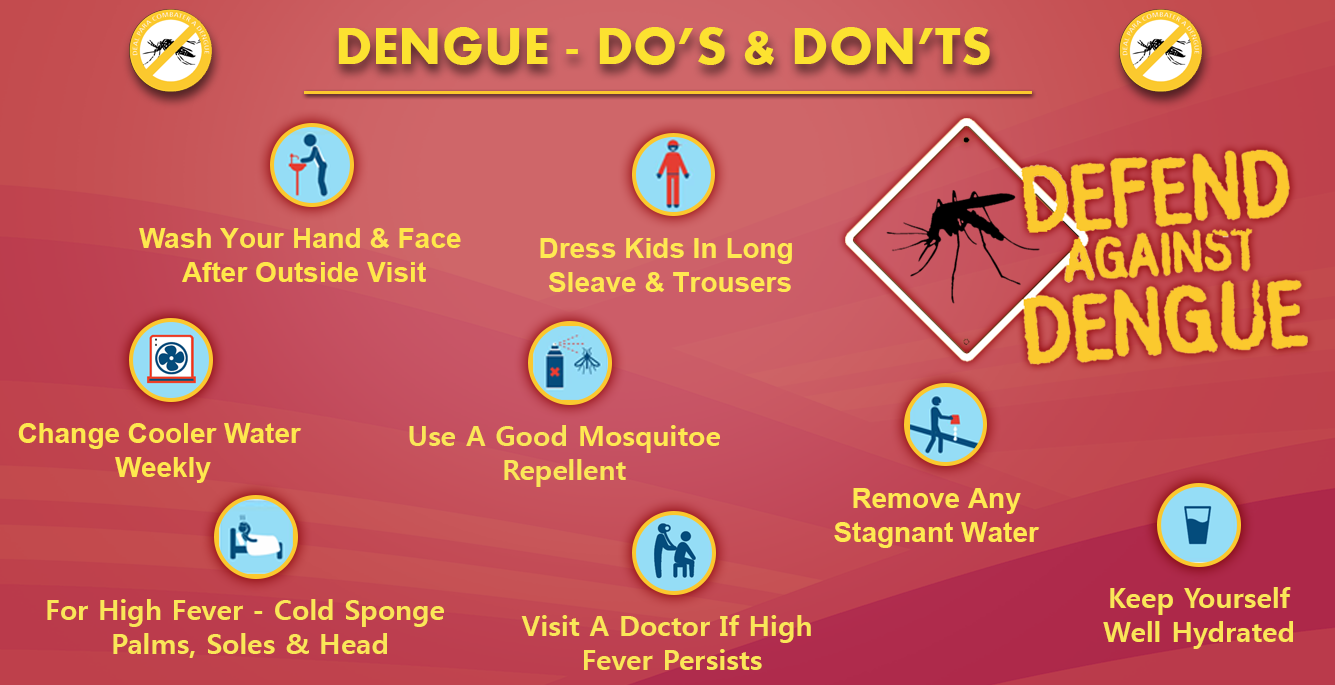 DENGUE - DO'S & DON'TS
Wash Your Hand & Face
After Outside Visit
Dress Kids In Long
Sleave & Trousers
DEFEND
AGAINST
DENGUE
Change Cooler Water
Weekly
Use A Good Mosquitoe
Repellent
Remove Any
Stagnant Water
For High Fever - Cold Sponge
Palms, Soles & Head
Visit A Doctor If High
Fever Persists
Keep Yourself
Well Hydrated